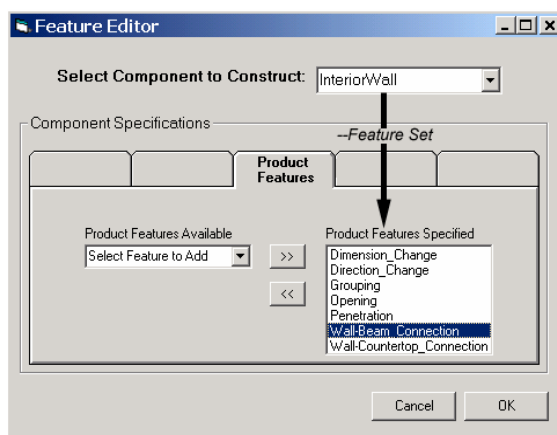 Feature Editor
Select Component to Construct: InteriorWall
Component Specifications
--Feature Set
Product
Features
Product Features Available
Product Features Specified
Select Feature to Add
>>
<<
Dimension_Change
Direction_Change
Grouping
Opening
Penetration
Wall-Beam_Connection
Wall-Countertop_Connection
Cancel
OK